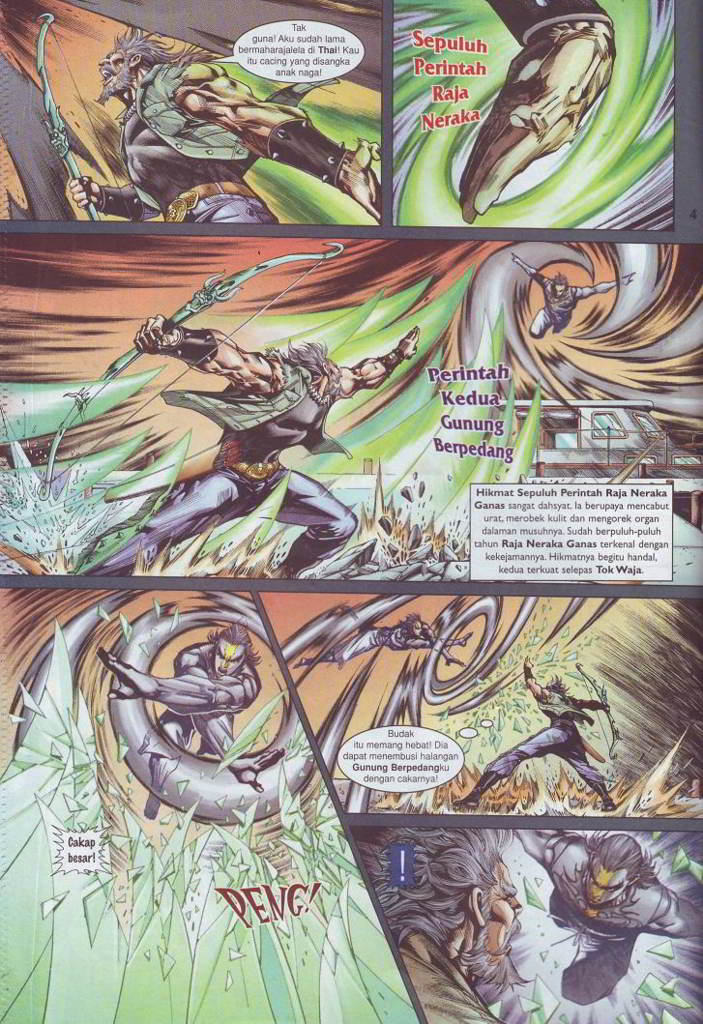 Tak
guna! Aku sudah lama
bermaharajalela di Thai! Kau
itu cacing yang disangka
anak naga!
Sepuluh
Perintah
Raja
Neraka
4
Perintah
Kedua
Gunung
Berpedang
Hikmat Sepuluh Perintah Raja Neraka
Ganas sangat dahsyat. Ia berupaya mencabut
urat, merobek kulit dan mengorek organ
dalaman musuhnya. Sudah berpuluh-puluh
tahun Raja Neraka Ganas terkenal dengan
kekejamannya. Hikmatnya begitu handal,
kedua terkuat selepas Tok Waja.
Cakap
besar!
PENG!
Budak
itu memang hebat! Dia
dapat menembusi halangan
Gunung Berpedangku
dengan cakarnya!
!